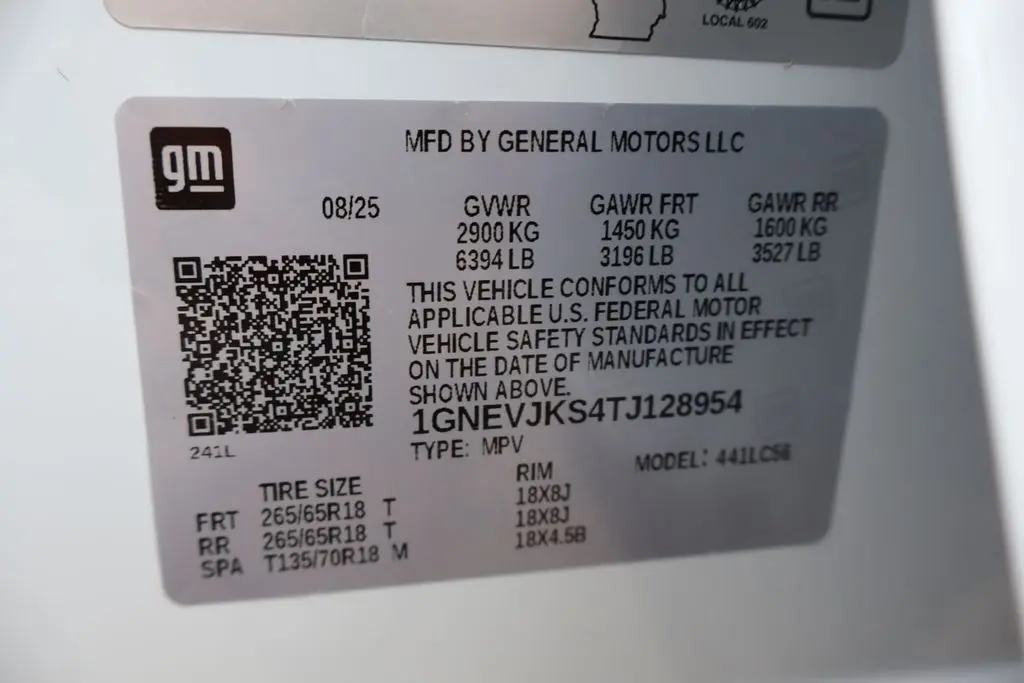 LOCAL 602
gm
MFD BY GENERAL MOTORS LLC
08/25 GVWR GAWR FRT GAWR RR
2900 KG 1450 KG 1600 KG
6394 LB 3196 LB 3527 LB
THIS VEHICLE CONFORMS TO ALL
APPLICABLE U.S. FEDERAL MOTOR
VEHICLE SAFETY STANDARDS IN EFFECT
ON THE DATE OF MANUFACTURE
SHOWN ABOVE.
1GNEVJKS4TJ128954
241L
TYPE: MPV MODEL: 441LC56
TIRE SIZE RIM
FRT 265/65R18 T 18X8J
RR 265/65R18 T 18X8J
SPA T135/70R18 M 18X4.5B